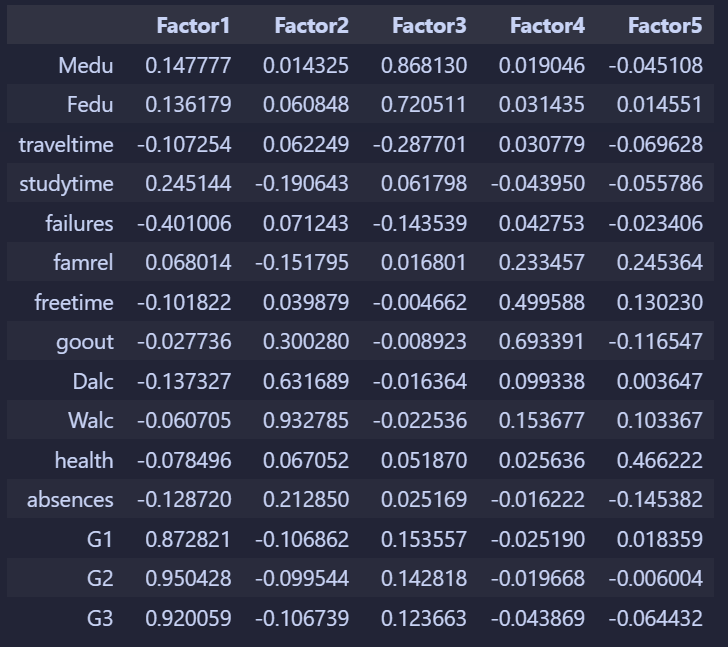 Factor1 Factor2 Factor3 Factor4 Factor5
Medu 0.147777 0.014325 0.868130 0.019046 -0.045108
Fedu 0.136179 0.060848 0.720511 0.031435 0.014551
traveltime -0.107254 0.062249 -0.287701 0.030779 -0.069628
studytime 0.245144 -0.190643 0.061798 -0.043950 -0.055786
failures -0.401006 0.071243 -0.143539 0.042753 -0.023406
famrel 0.068014 -0.151795 0.016801 0.233457 0.245364
freetime -0.101822 0.039879 -0.004662 0.499588 0.130230
goout -0.027736 0.300280 -0.008923 0.693391 -0.116547
Dalc -0.137327 0.631689 -0.016364 0.099338 0.003647
Walc -0.060705 0.932785 -0.022536 0.153677 0.103367
health -0.078496 0.067052 0.051870 0.025636 0.466222
absences -0.128720 0.212850 0.025169 -0.016222 -0.145382
G1 0.872821 -0.106862 0.153557 -0.025190 0.018359
G2 0.950428 -0.099544 0.142818 -0.019668 -0.006004
G3 0.920059 -0.106739 0.123663 -0.043869 -0.064432